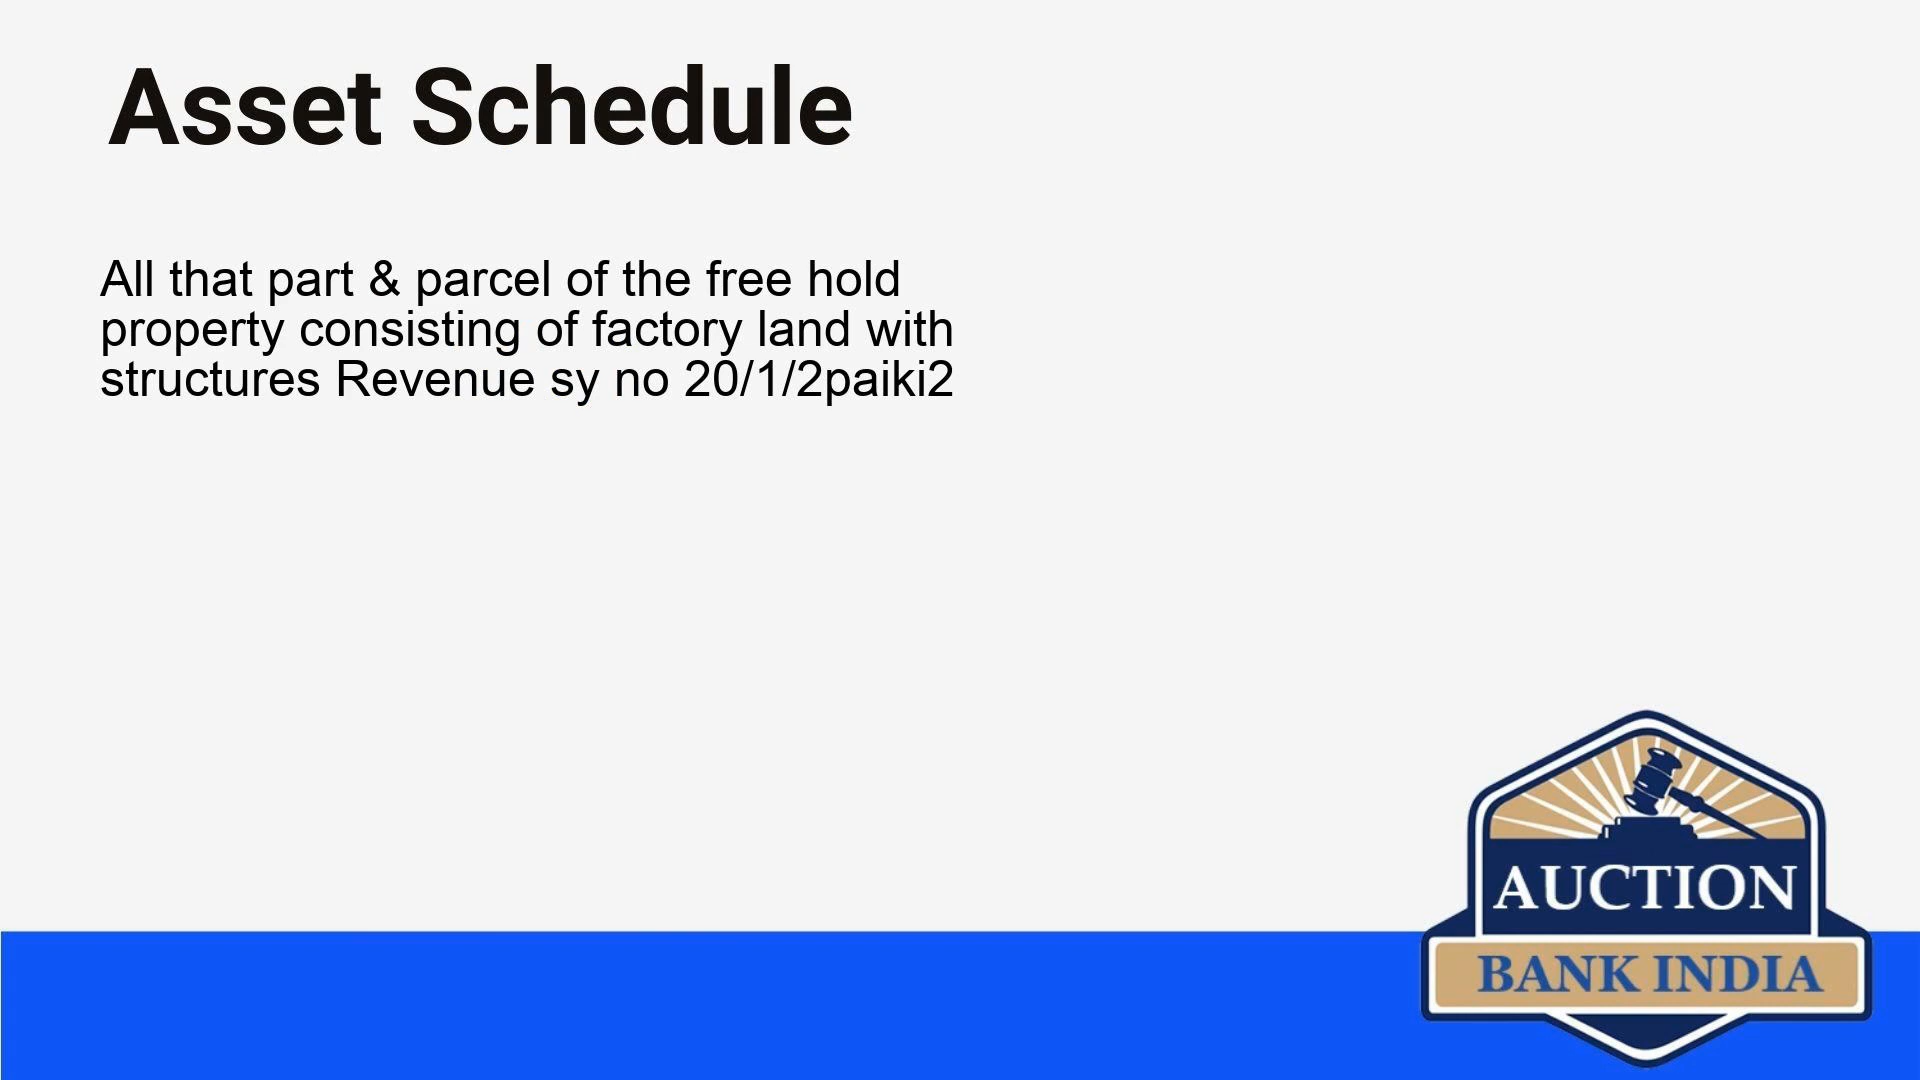 Asset Schedule
All that part & parcel of the free hold
property consisting of factory land with
structures Revenue sy no 20/1/2paiki2
AUCTION
BANK INDIA